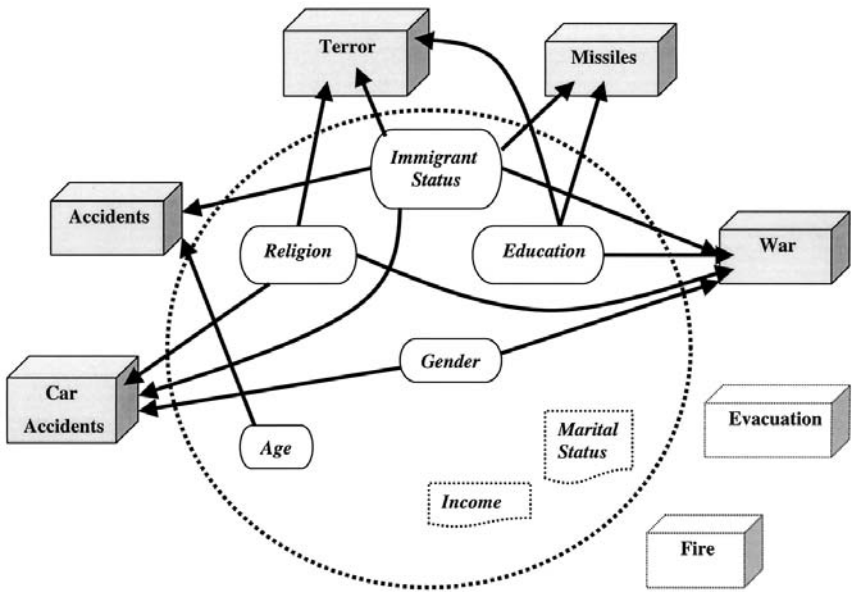 Terror
Missiles
Immigrant
Status
Accidents
Religion
Education
War
Gender
Car
Accidents
Age
Marital
Status
Evacuation
Income
Fire